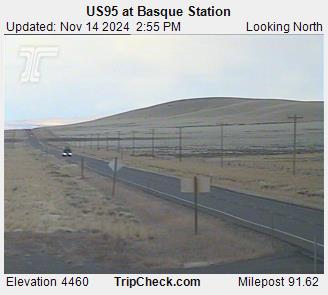 US95 at Basque Station
Updated: Nov 14 2024 2:55 PM Looking North
Elevation 4460 TripCheck.com Milepost 91.62